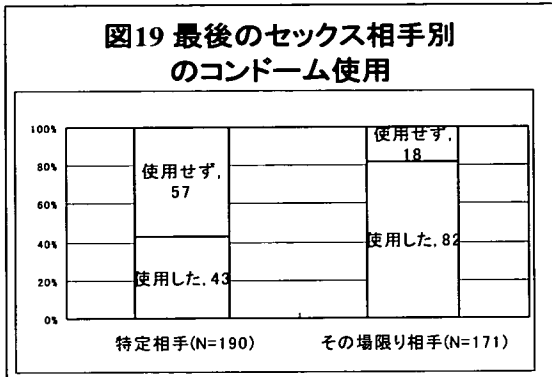 図19 最後のセックス相手別
のコンドーム使用
100%
80%
60%
40%
20%
0%
使用せず,
57
使用した, 43
使用せず,
18
使用した, 82
特定相手(N=190)
その場限り相手(N=171)